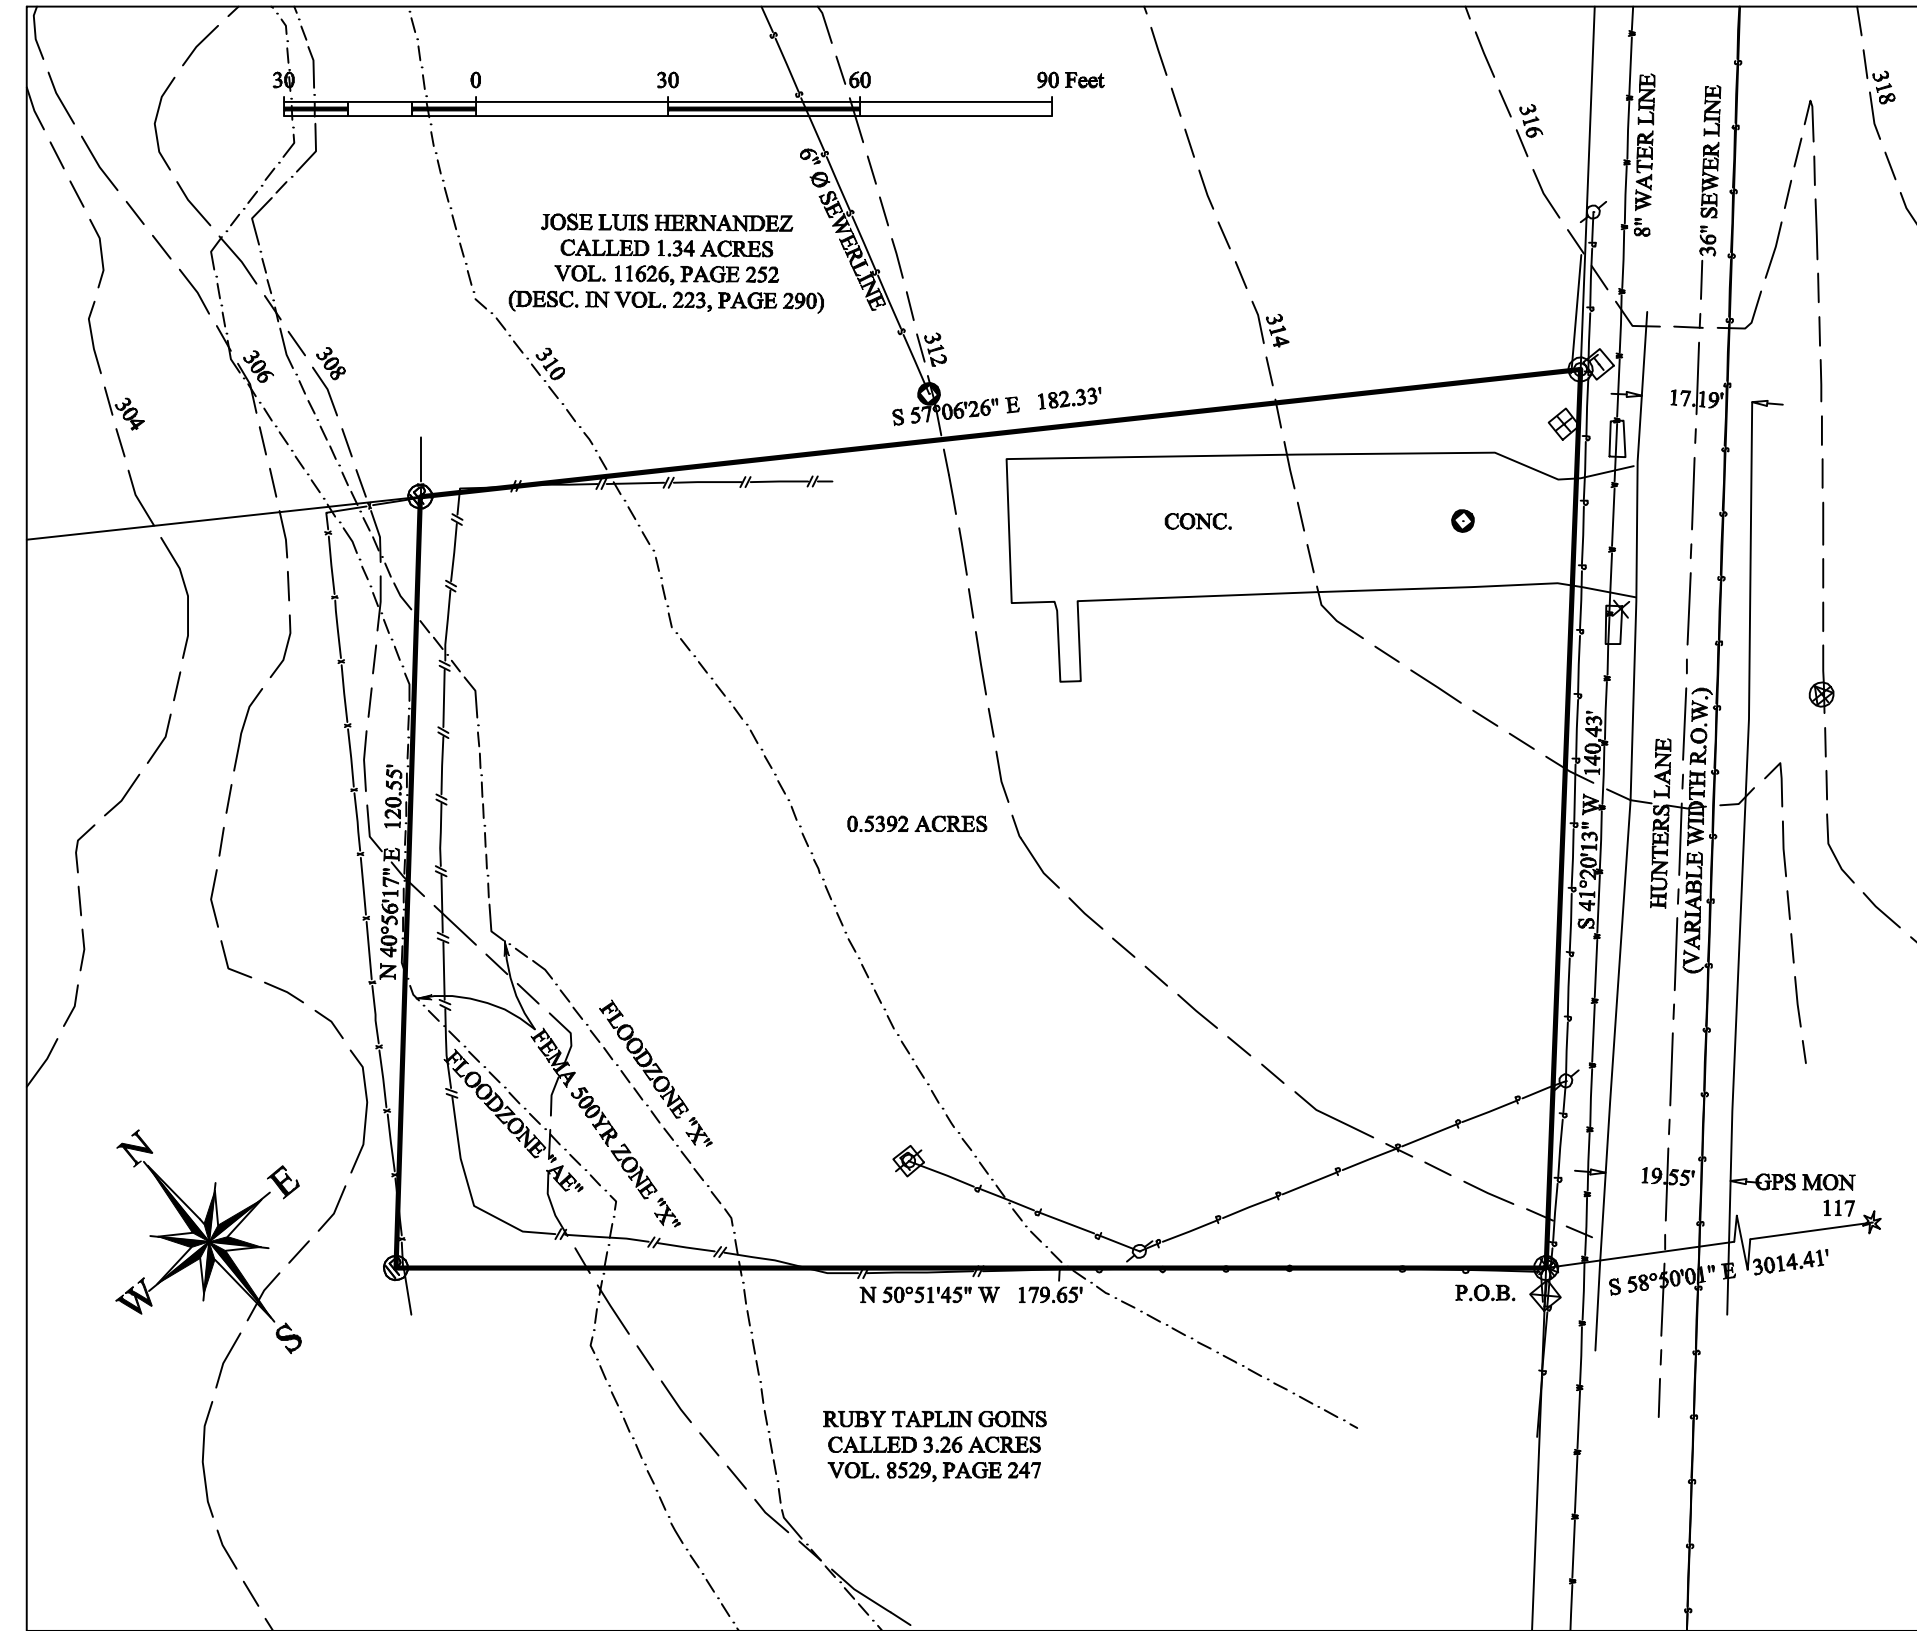 30 0 30 60 90 Feet
318
316
8" WATER LINE
36" SEWER LINE
6" Ø SEWERLINE
JOSE LUIS HERNANDEZ
CALLED 1.34 ACRES
VOL. 11626, PAGE 252
(DESC. IN VOL. 223, PAGE 290)
304
306
308
310
312
314
S 57°06'26" E 182.33'
17.19'
CONC.
N 40°56'17" E 120.55'
0.5392 ACRES
S 41°20'13" W 140.43'
HUNTERS LANE
(VARIABLE WIDTH R.O.W.)
FLOODZONE "X"
FEMA 500YR ZONE "X"
FLOODZONE "AE"
N
E
W
S
19.55'
GPS MON
117
S 58°50'01" E 3014.41'
P.O.B.
N 50°51'45" W 179.65'
RUBY TAPLIN GOINS
CALLED 3.26 ACRES
VOL. 8529, PAGE 247